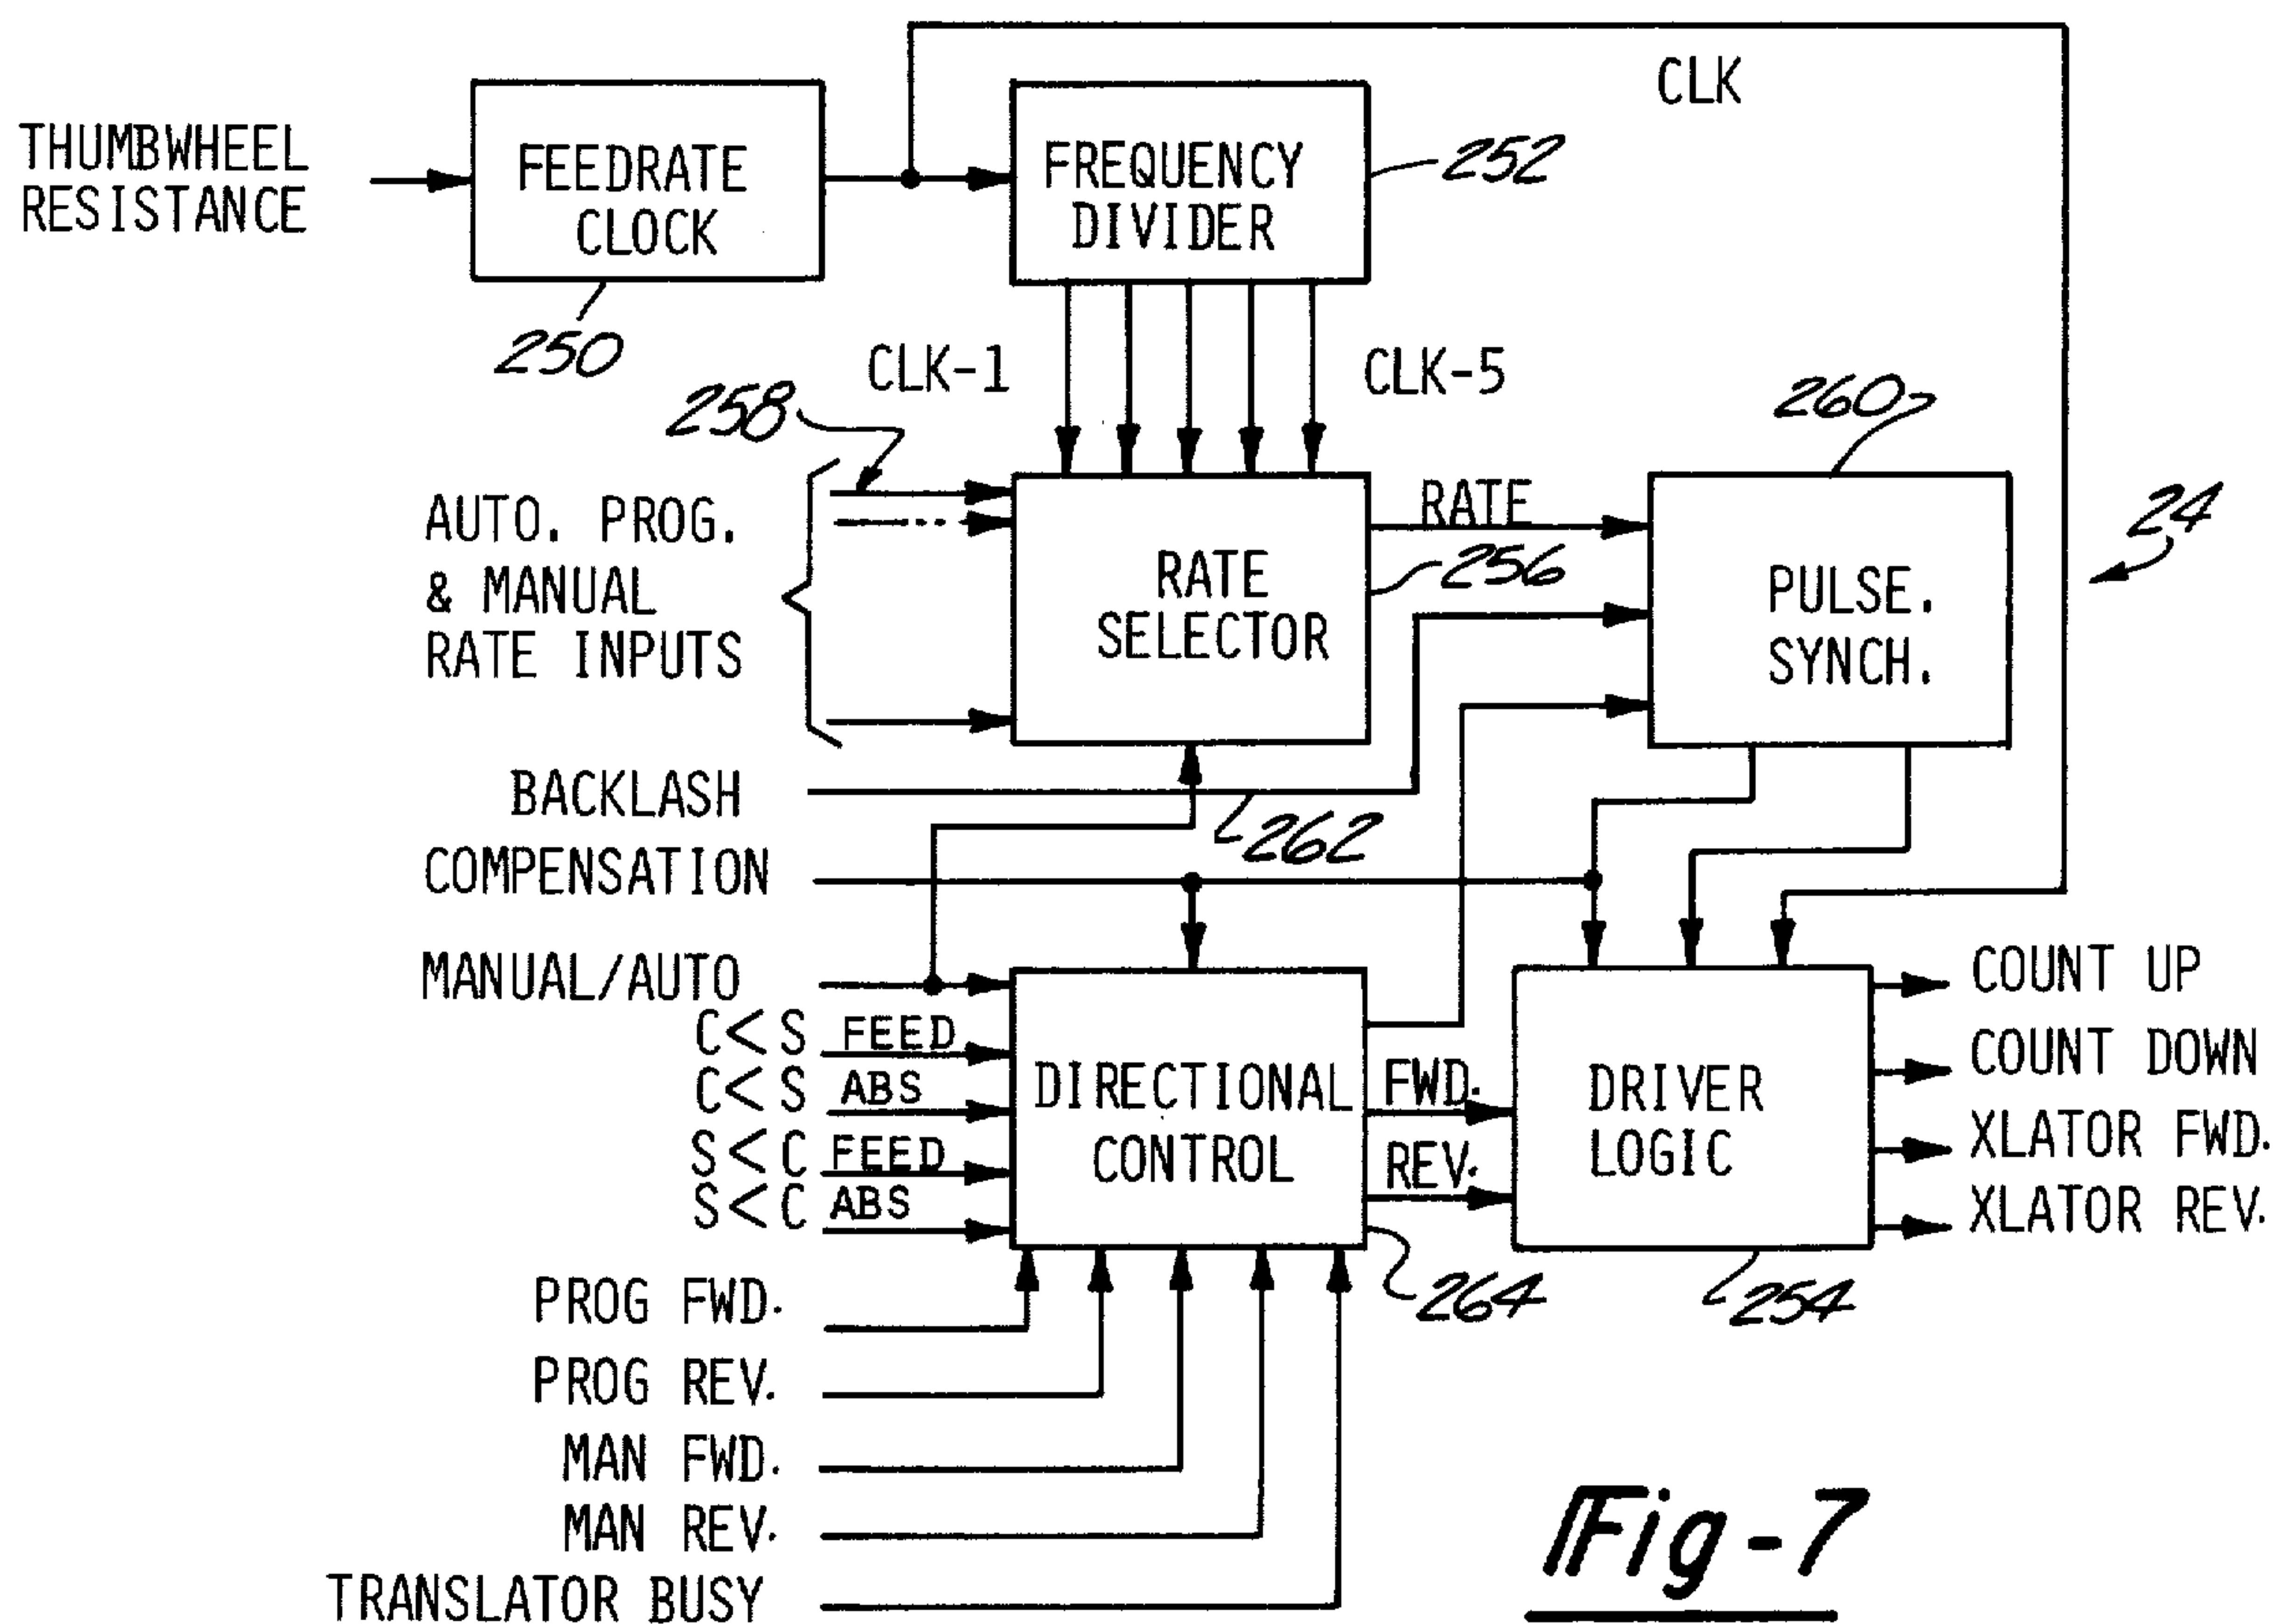 CLK
THUMBWHEEL
RESISTANCE
FEEDRATE
CLOCK
FREQUENCY
DIVIDER
252
250
CLK-1
CLK-5
258
260
AUTO. PROG.
& MANUAL
RATE INPUTS
RATE
SELECTOR
RATE
256
PULSE.
SYNCH.
24
BACKLASH
COMPENSATION
262
MANUAL/AUTO
C<S FEED
C<S ABS
S<C FEED
S<C ABS
DIRECTIONAL
CONTROL
FWD.
REV.
DRIVER
LOGIC
COUNT UP
COUNT DOWN
XLATOR FWD.
XLATOR REV.
264
254
PROG FWD.
PROG REV.
MAN FWD.
MAN REV.
TRANSLATOR BUSY
Fig-7